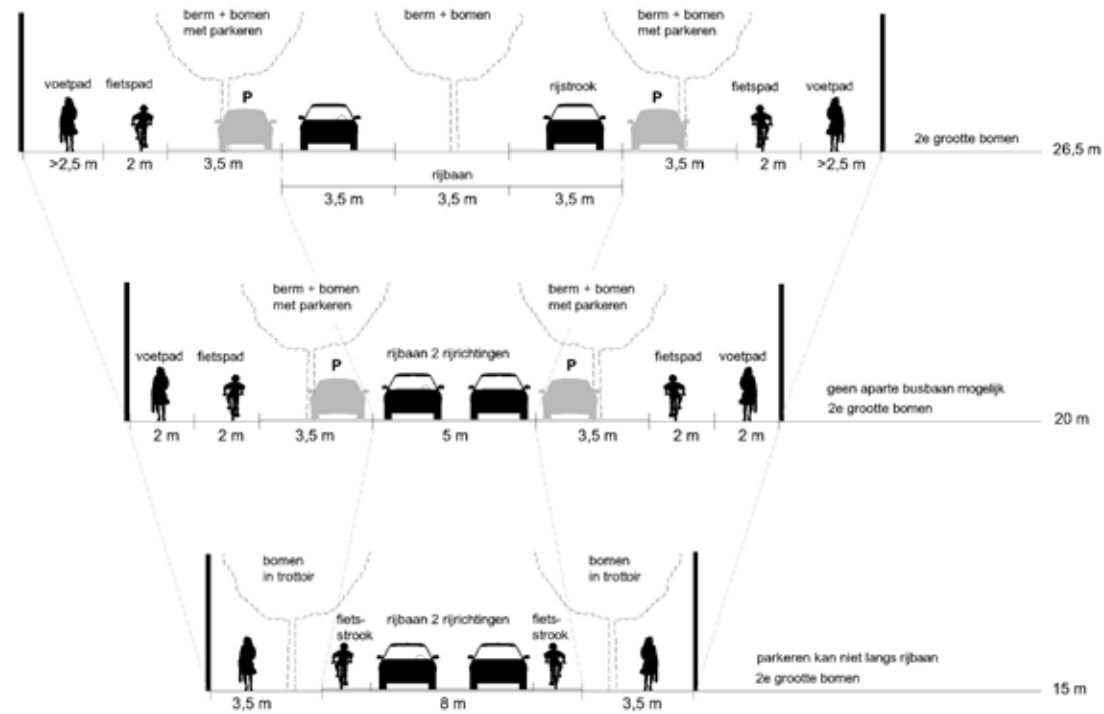 berm + bomen
met parkeren
berm + bomen
berm + bomen
met parkeren
voetpad
fietspad
P
rijstrook
P
fietspad
voetpad
2e grootte bomen
26,5 m
>2,5 m
2 m
3,5 m
3,5 m
2 m
>2,5 m
rijbaan
3,5 m
3,5 m
3,5 m
berm + bomen
met parkeren
berm + bomen
met parkeren
voetpad
fietspad
P
rijbaan 2 rijrichtingen
P
fietspad
voetpad
geen aparte busbaan mogelijk
2e grootte bomen
20 m
2 m
2 m
3,5 m
5 m
3,5 m
2 m
2 m
bomen
in trottoir
bomen
in trottoir
fiets-
strook
rijbaan 2 rijrichtingen
fiets-
strook
parkeren kan niet langs rijbaan
2e grootte bomen
15 m
3,5 m
8 m
3,5 m